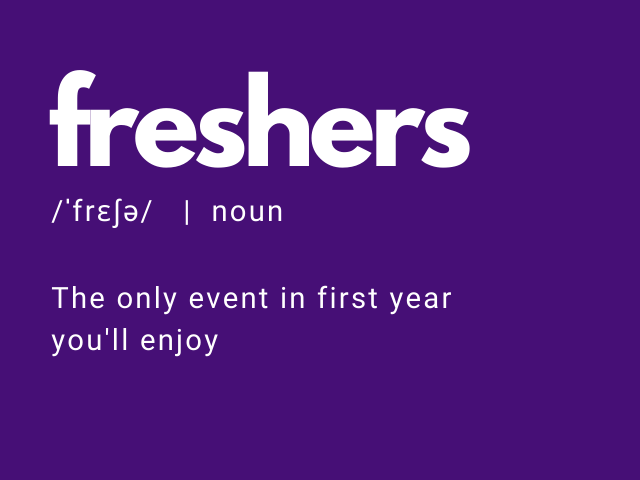 freshers
/ˈfrɛʃə/ | noun
The only event in first year
you'll enjoy